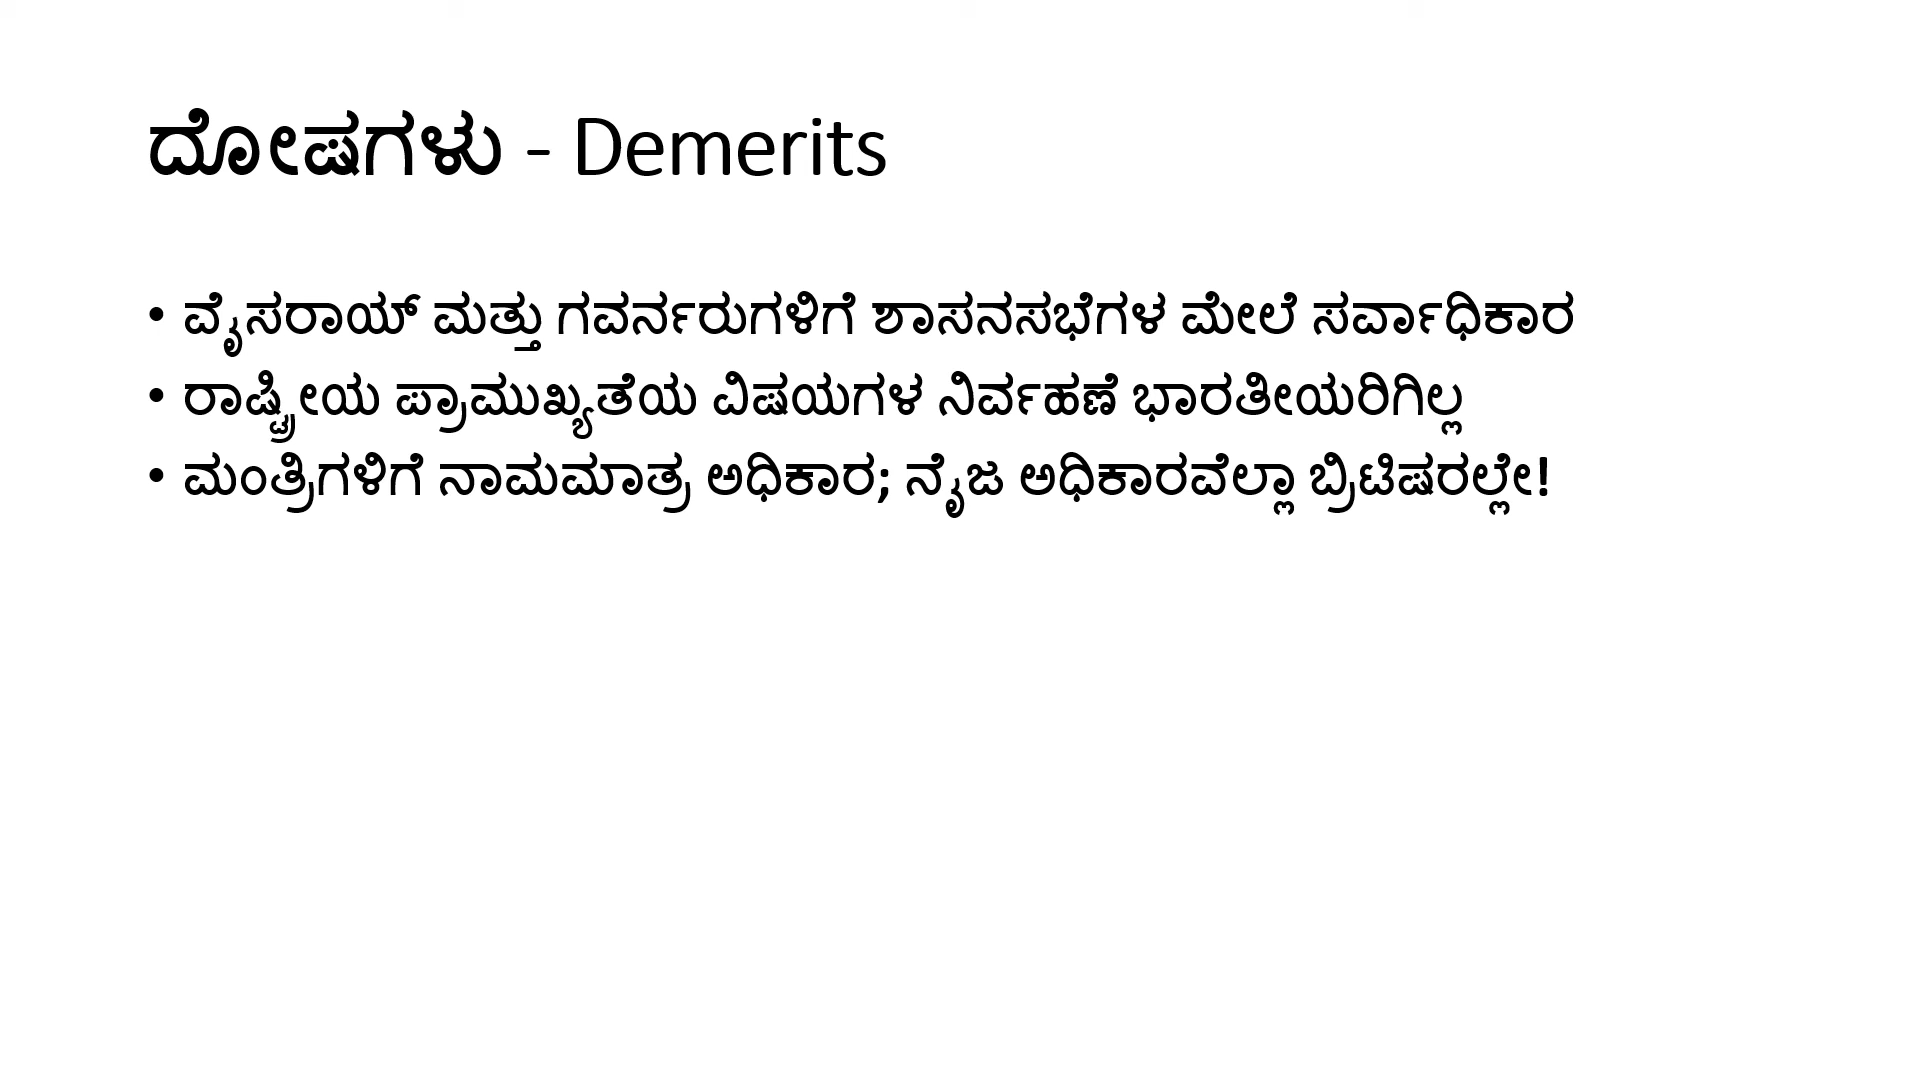 ದೋಷಗಳು - Demerits
• ವೈಸರಾಯ್ ಮತ್ತು ಗವರ್ನರುಗಳಿಗೆ ಶಾಸನಸಭೆಗಳ ಮೇಲೆ ಸರ್ವಾಧಿಕಾರ
• ರಾಷ್ಟ್ರೀಯ ಪ್ರಾಮುಖ್ಯತೆಯ ವಿಷಯಗಳ ನಿರ್ವಹಣೆ ಭಾರತೀಯರಿಗಿಲ್ಲ
• ಮಂತ್ರಿಗಳಿಗೆ ನಾಮಮಾತ್ರ ಅಧಿಕಾರ; ನೈಜ ಅಧಿಕಾರವೆಲ್ಲಾ ಬ್ರಿಟಿಷರಲ್ಲೇ!